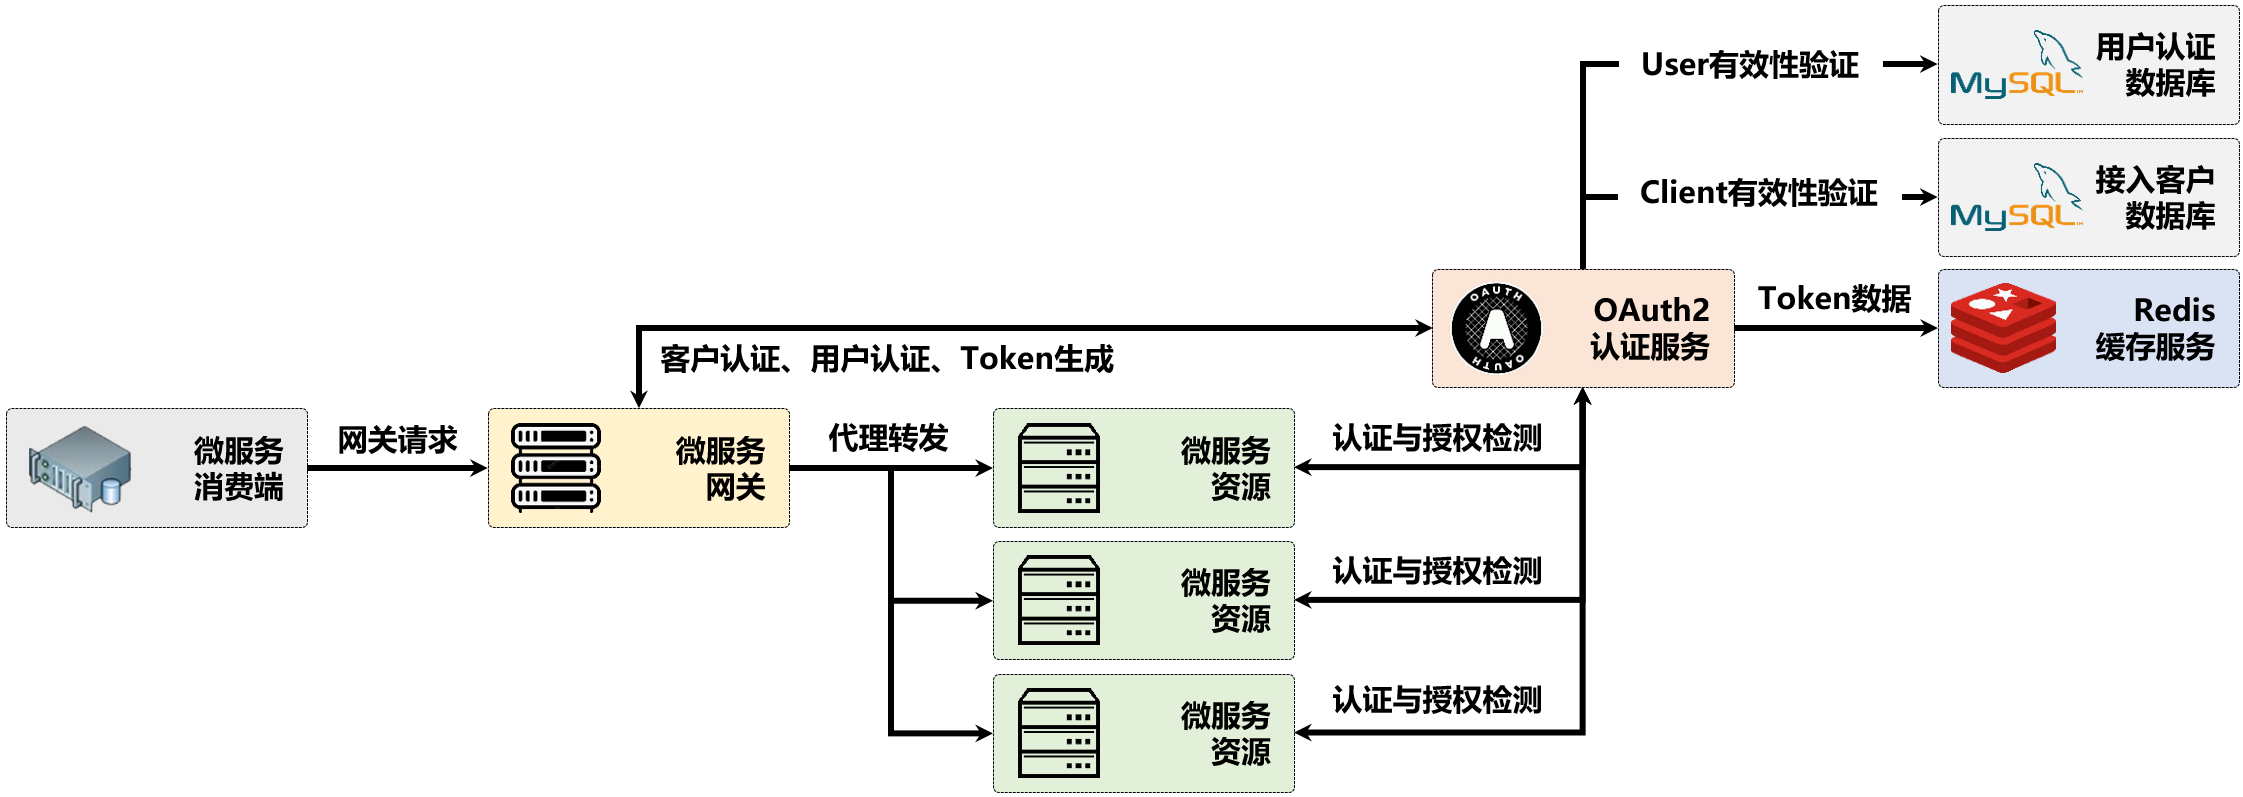 User有效性验证
MySQL
用户认证
数据库
Client有效性验证
MySQL
接入客户
数据库
OAUTH
A
OAUTH
OAuth2
认证服务
Token数据
Redis
缓存服务
客户认证、用户认证、Token生成
微服务
消费端
网关请求
微服务
网关
代理转发
微服务
资源
认证与授权检测
微服务
资源
认证与授权检测
微服务
资源
认证与授权检测